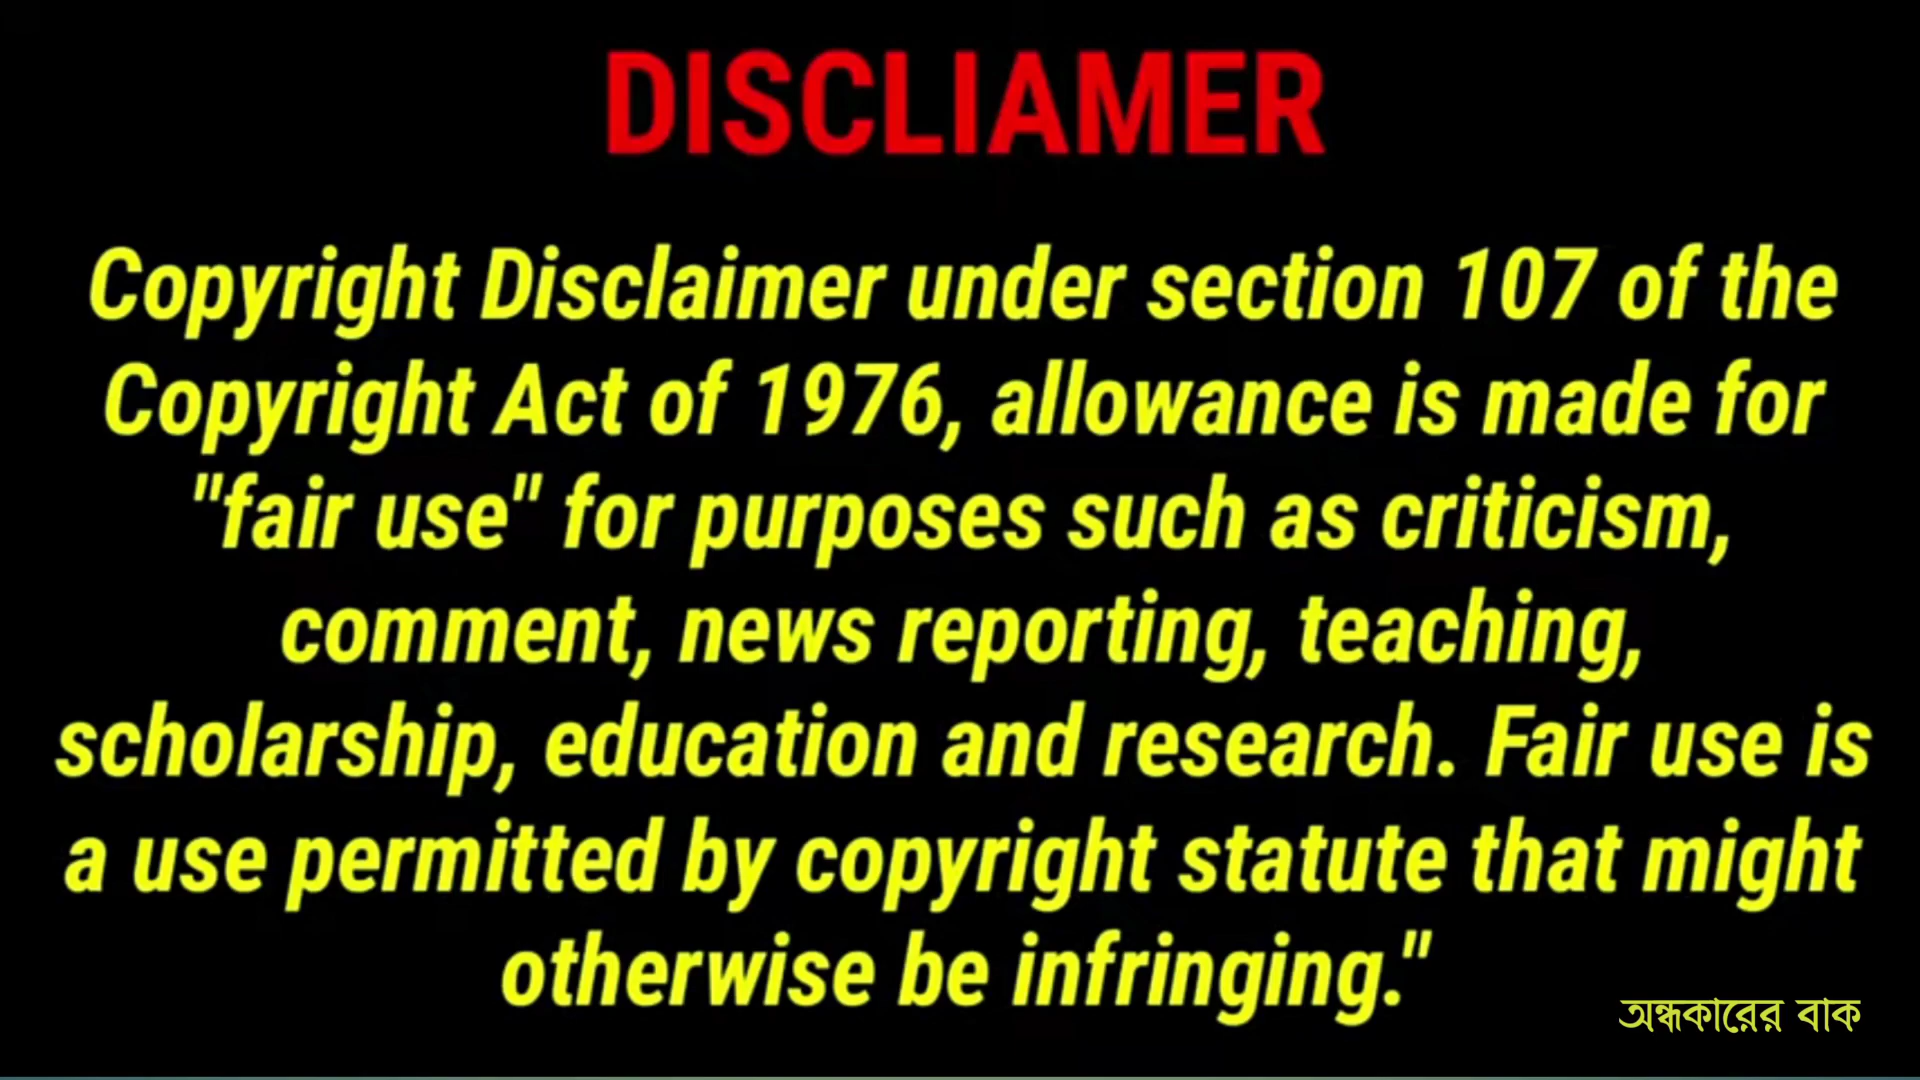 DISCLIAMER
Copyright Disclaimer under section 107 of the
Copyright Act of 1976, allowance is made for
"fair use" for purposes such as criticism,
comment, news reporting, teaching,
scholarship, education and research. Fair use is
a use permitted by copyright statute that might
otherwise be infringing."
অন্ধকারের বাক